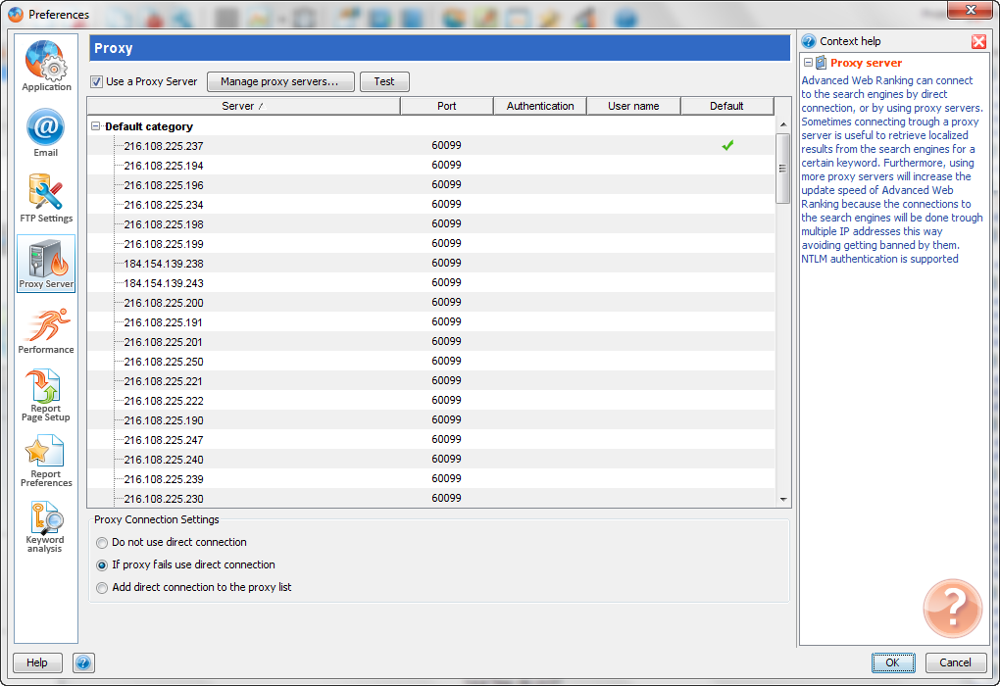 Preferences
Application
Email
FTP Settings
Proxy Server
Performance
Report
Page Setup
Report
Preferences
Keyword
analysis
Proxy
Use a Proxy Server
Manage proxy servers...
Test
Server / Port Authentication User name Default
Default category
216.108.225.237 60099
216.108.225.194 60099
216.108.225.196 60099
216.108.225.234 60099
216.108.225.198 60099
216.108.225.199 60099
184.154.139.238 60099
184.154.139.243 60099
216.108.225.200 60099
216.108.225.191 60099
216.108.225.201 60099
216.108.225.250 60099
216.108.225.221 60099
216.108.225.222 60099
216.108.225.190 60099
216.108.225.247 60099
216.108.225.240 60099
216.108.225.239 60099
216.108.225.230 60099
Proxy Connection Settings
Do not use direct connection
If proxy fails use direct connection
Add direct connection to the proxy list
Context help
Proxy server
Advanced Web Ranking can connect
to the search engines by direct
connection, or by using proxy servers.
Sometimes connecting trough a proxy
server is useful to retrieve localized
results from the search engines for a
certain keyword. Furthermore, using
more proxy servers will increase the
update speed of Advanced Web
Ranking because the connections to
the search engines will be done trough
multiple IP addresses this way
avoiding getting banned by them.
NTLM authentication is supported
Help
OK
Cancel